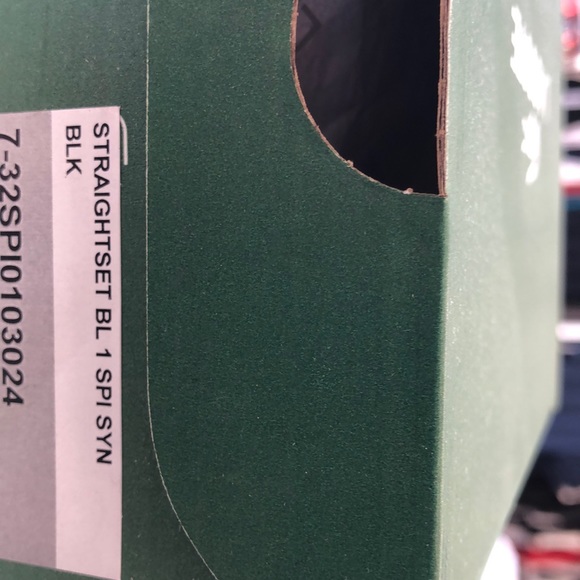 STRAIGHTSET BL 1 SPI SYN
BLK
7-32SPI0103024